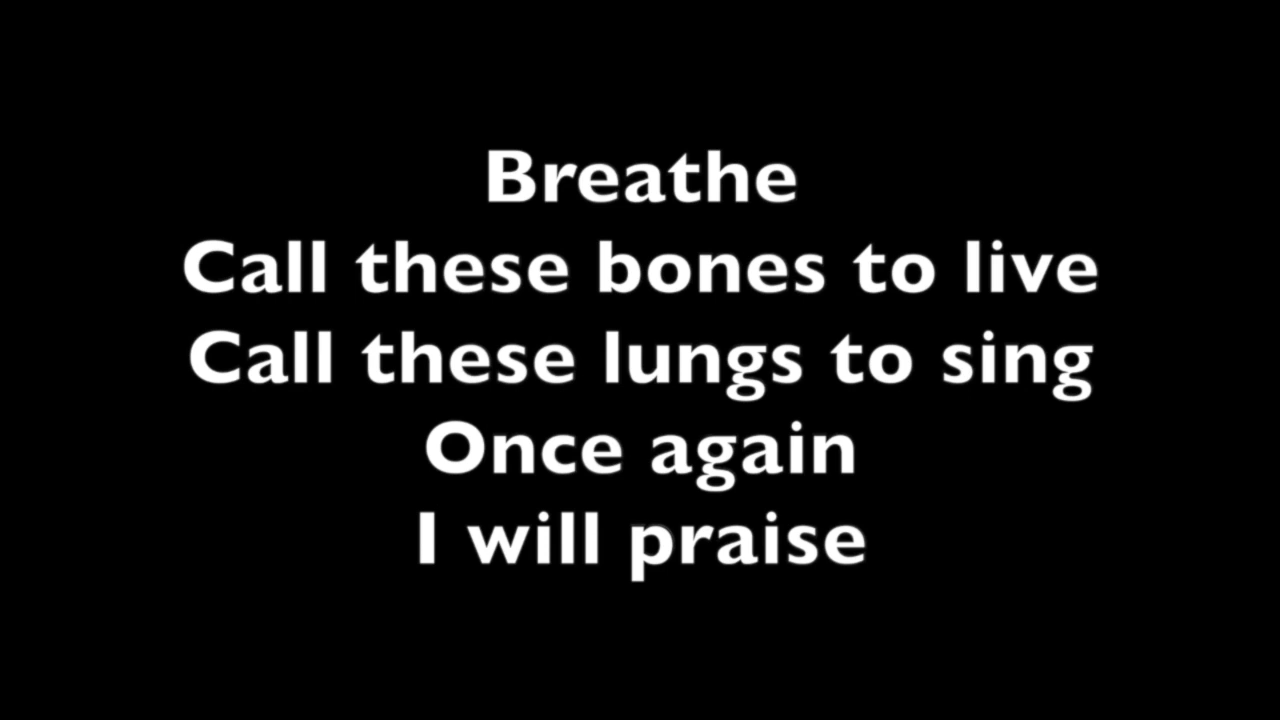 Breathe
Call these bones to live
Call these lungs to sing
Once again
I will praise